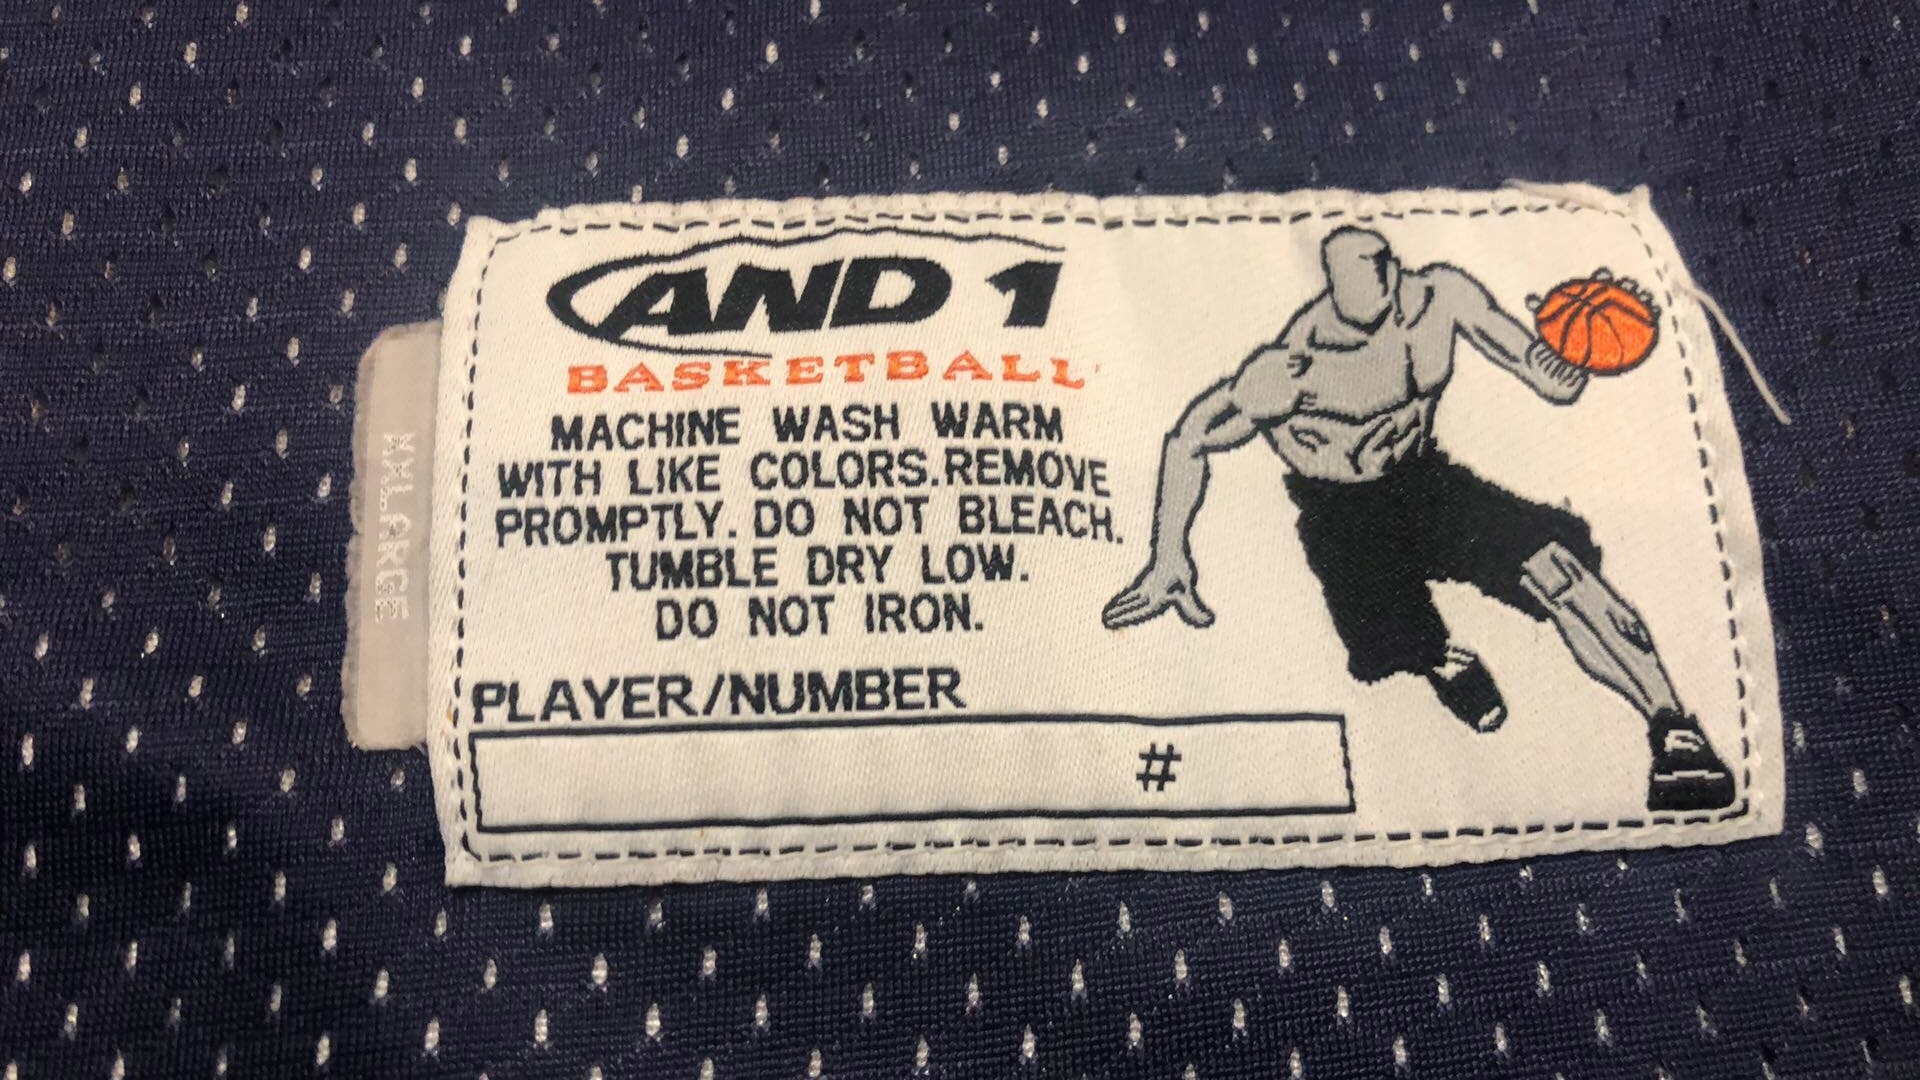 AND 1
BASKETBALL
MACHINE WASH WARM
WITH LIKE COLORS.REMOVE
PROMPTLY. DO NOT BLEACH.
TUMBLE DRY LOW.
DO NOT IRON.
PLAYER/NUMBER
#
XXLARGE